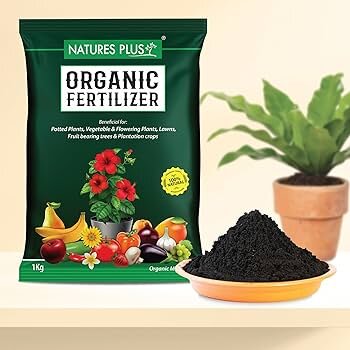 NATURES PLUS+
ORGANIC
FERTILIZER
Beneficial for:
Potted Plants, Vegetable & Flowering Plants, Lawns,
Fruit bearing trees & Plantation crops
100% NATURAL
1Kg
Organic